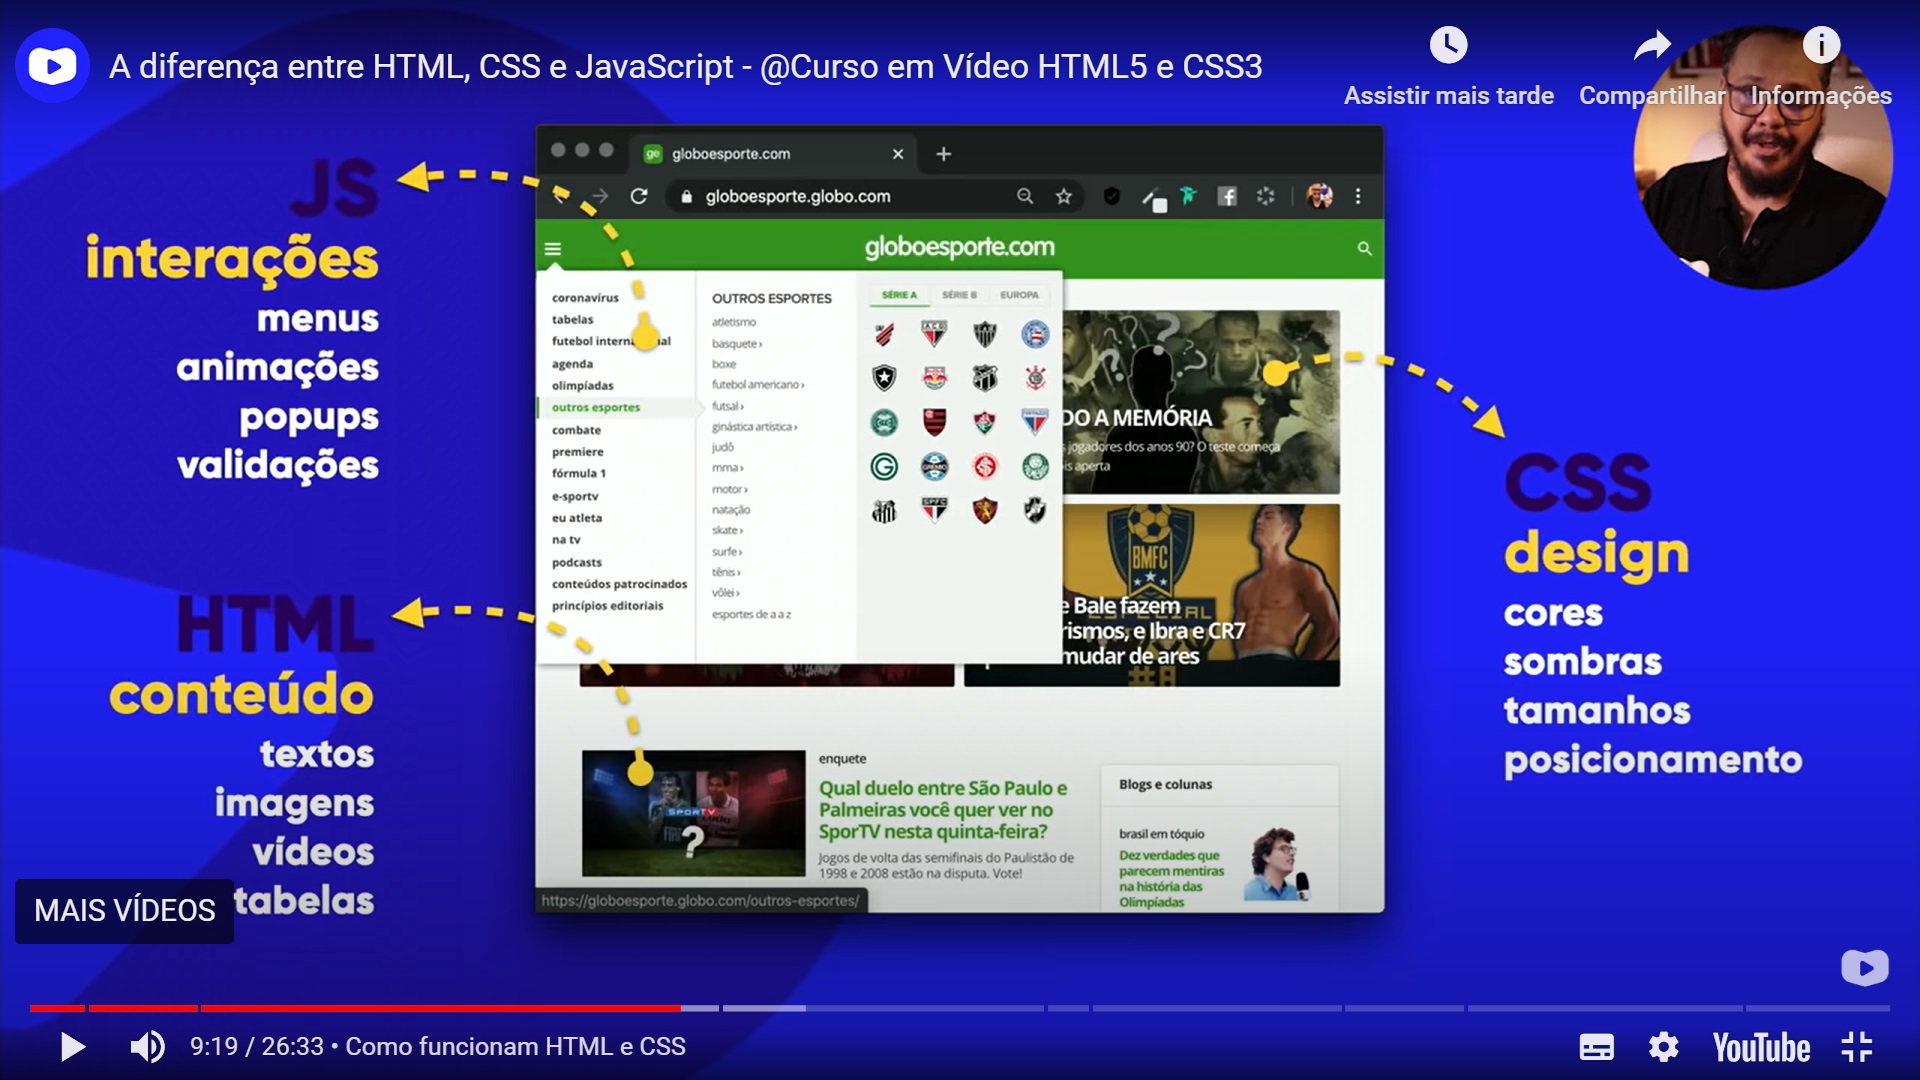 A diferença entre HTML, CSS e JavaScript - @Curso em Vídeo HTML5 e CSS3
Assistir mais tarde
Compartilhar
Informações
JS
interações
menus
animações
popups
validações
HTML
conteúdo
textos
imagens
vídeos
tabelas
MAIS VÍDEOS
ge globoesporte.com
globoesporte.globo.com
globoesporte.com
coronavírus
tabelas
agenda
olimpíadas
outros esportes
combate
premiere
fórmula 1
e-sportv
eu atleta
na tv
podcasts
conteúdos patrocinados
princípios editoriais
OUTROS ESPORTES
atletismo
basquete ›
boxe
futebol americano ›
futsal ›
ginástica artística ›
judô
mma ›
motor ›
natação
skate ›
surfe ›
tênis ›
vôlei ›
esportes de a a z
SÉRIE A SÉRIE B EUROPA
DO A MEMÓRIA
jogadores dos anos 90? O teste começa
is aperta
BMFC
e Bale fazem
rismos, e Ibra e CR7
mudar de ares
#8
SPORTV
?
enquete
Qual duelo entre São Paulo e
Palmeiras você quer ver no
SporTV nesta quinta-feira?
Jogos de volta das semifinais do Paulistão de
1998 e 2008 estão na disputa. Vote!
Blogs e colunas
brasil em tóquio
Dez verdades que
parecem mentiras
na história das
Olimpíadas
https://globoesporte.globo.com/outros-esportes/
CSS
design
cores
sombras
tamanhos
posicionamento
9:19 / 26:33 • Como funcionam HTML e CSS
YouTube